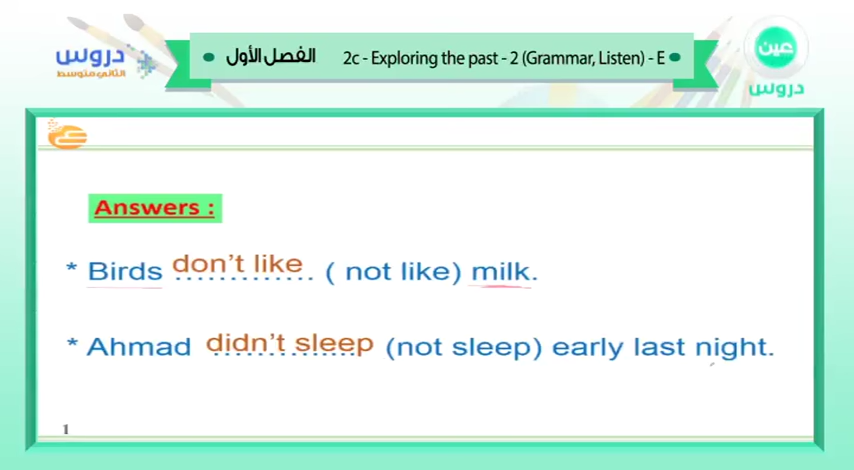 دروس
الثاني متوسط
الفصل الأول
2c - Exploring the past - 2 (Grammar, Listen) - E
عين
دروس
Answers :
* Birds don't like ( not like) milk.
* Ahmad didn't sleep (not sleep) early last night.
1